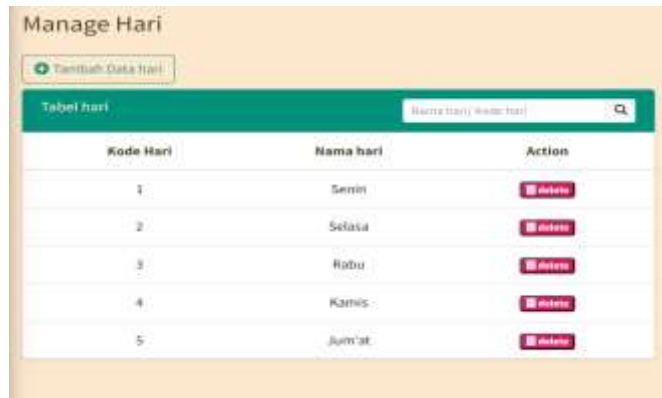 Manage Hari
Tambah Data hari
Tabel hari
Nama hari/ Kode hari
Kode Hari Nama hari Action
1 Senin delete
2 Selasa delete
3 Rabu delete
4 Kamis delete
5 Jum'at delete